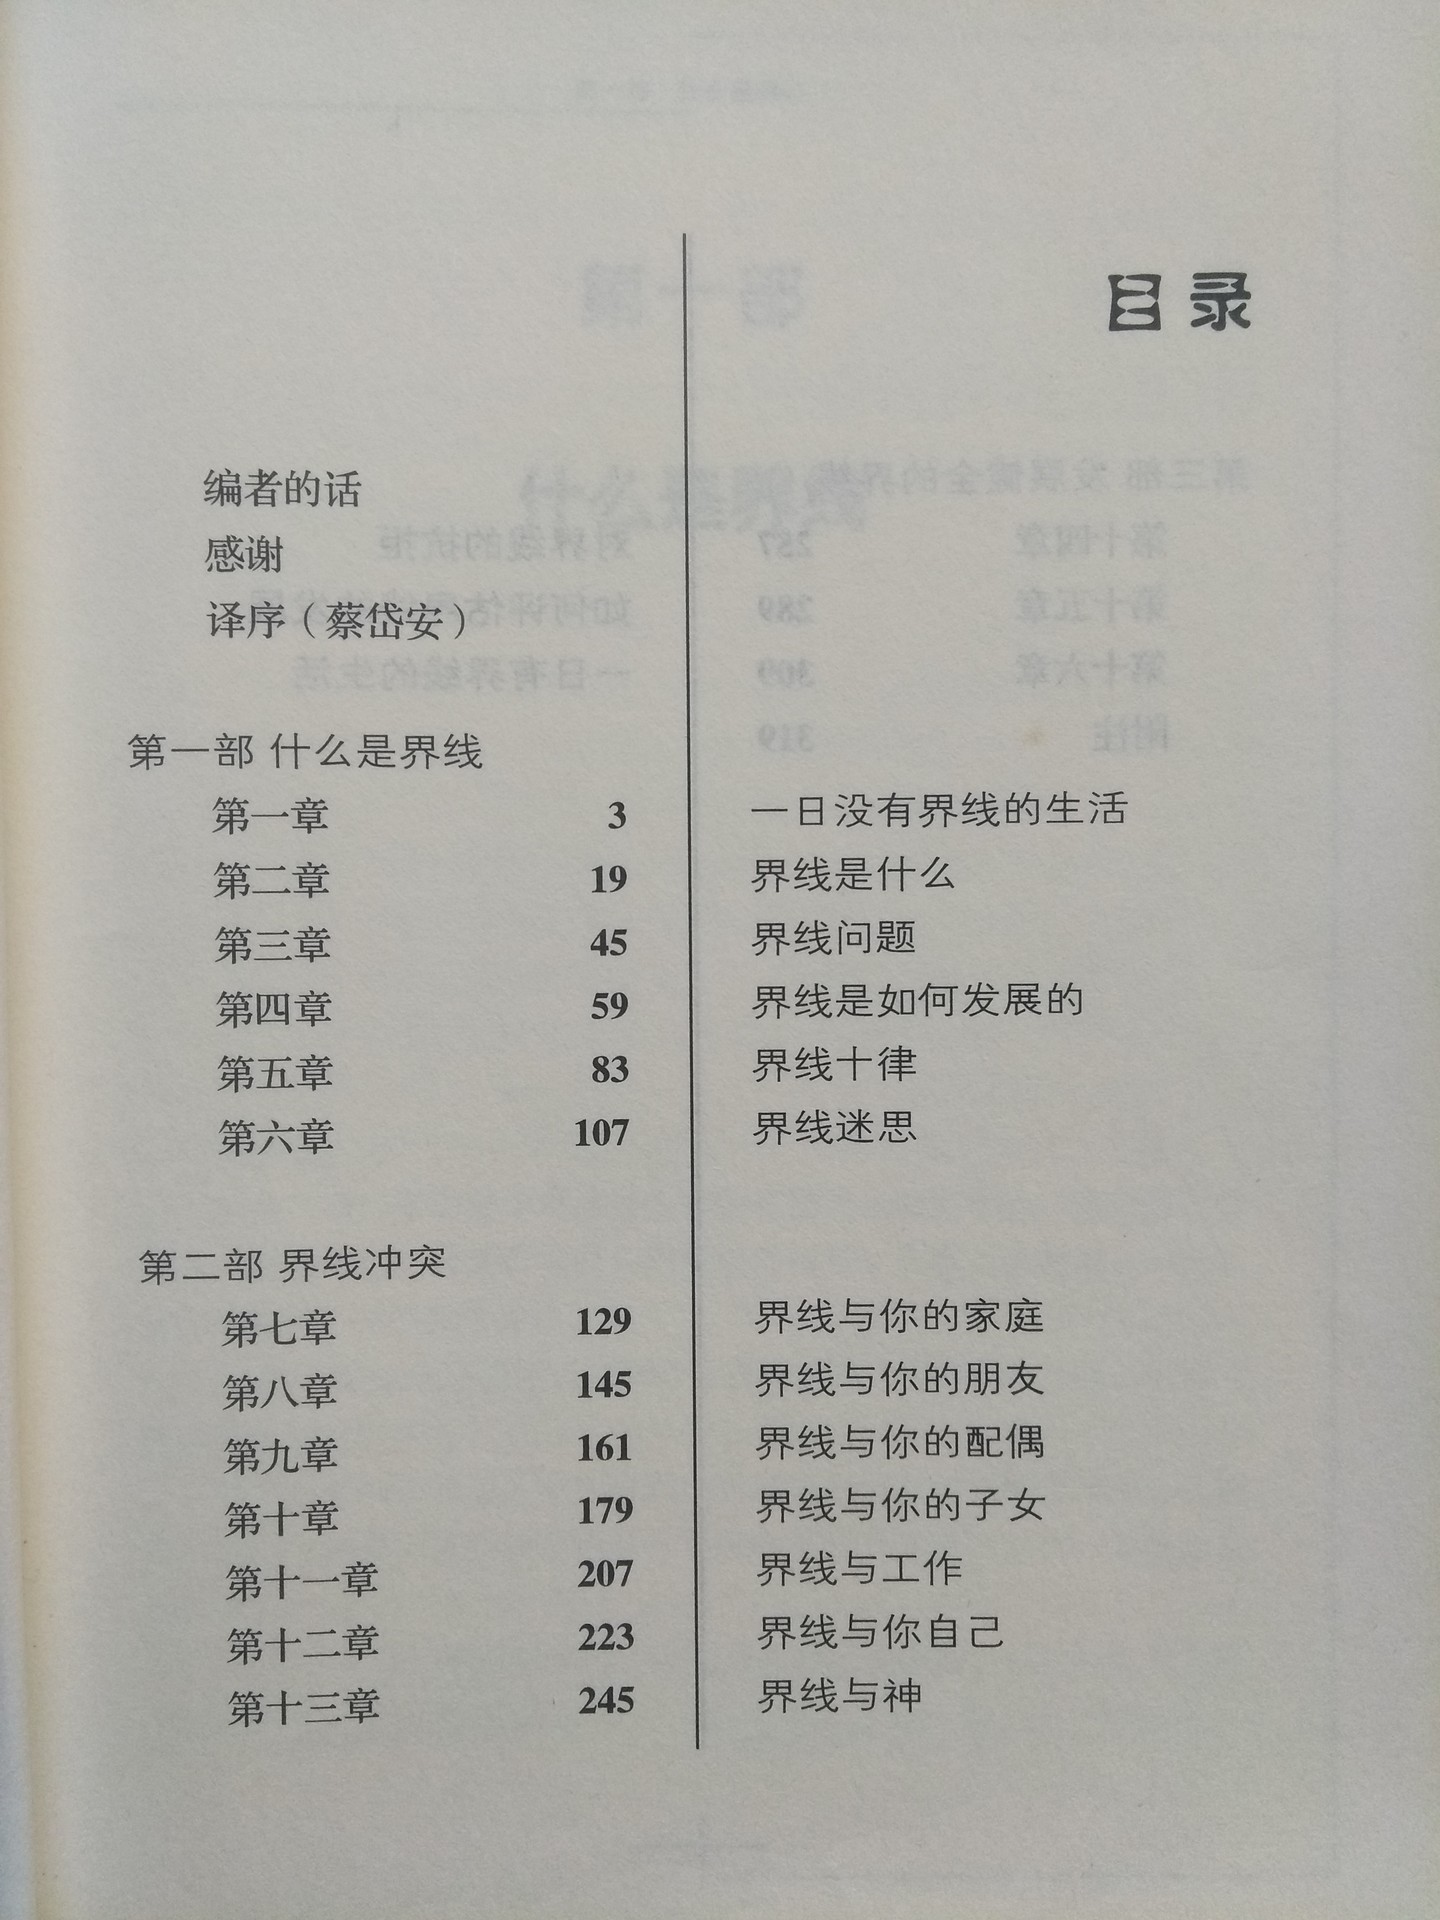 目录
编者的话
感谢
译序（蔡岱安）
第一部 什么是界线
第一章 3 一日没有界线的生活
第二章 19 界线是什么
第三章 45 界线问题
第四章 59 界线是如何发展的
第五章 83 界线十律
第六章 107 界线迷思
第二部 界线冲突
第七章 129 界线与你的家庭
第八章 145 界线与你的朋友
第九章 161 界线与你的配偶
第十章 179 界线与你的子女
第十一章 207 界线与工作
第十二章 223 界线与你自己
第十三章 245 界线与神